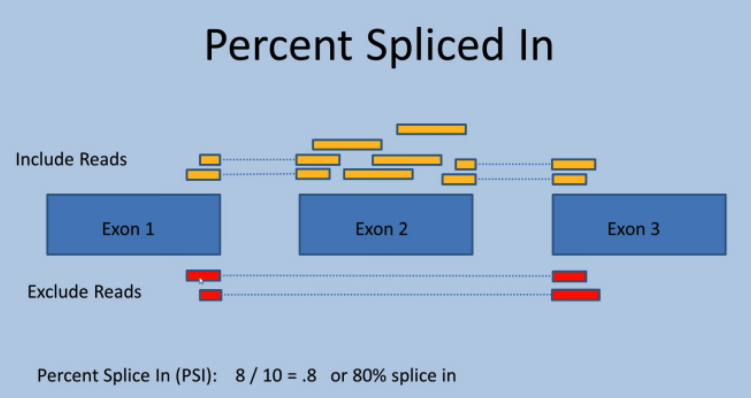 Percent Spliced In
Include Reads
Exon 1
Exon 2
Exon 3
Exclude Reads
Percent Splice In (PSI): 8 / 10 = .8 or 80% splice in